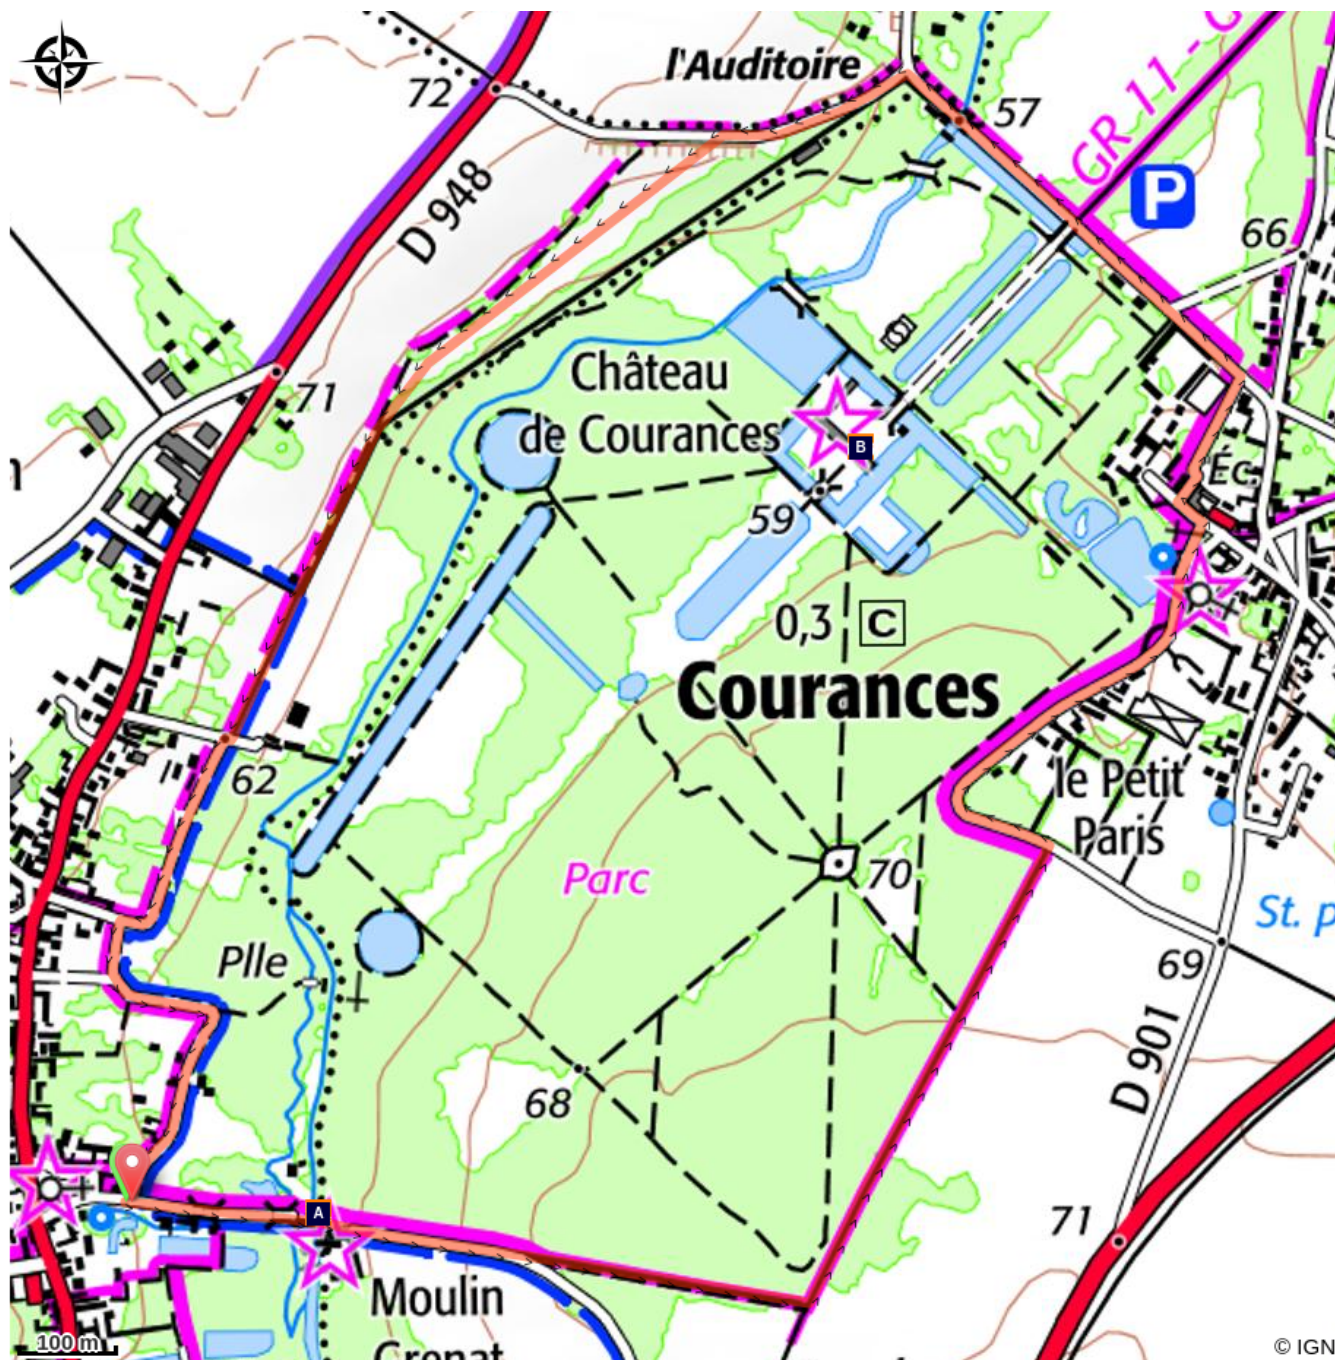 l'Auditoire
72
57
GR 11 - G
P
D 948
66
71
Château
de Courances
B
Éc.
59
0,3 C
Courances
62
le Petit
Paris
Parc
70
St. p
Plle
69
D 901
68
71
A
Moulin
Grenat
100 m
© IGN